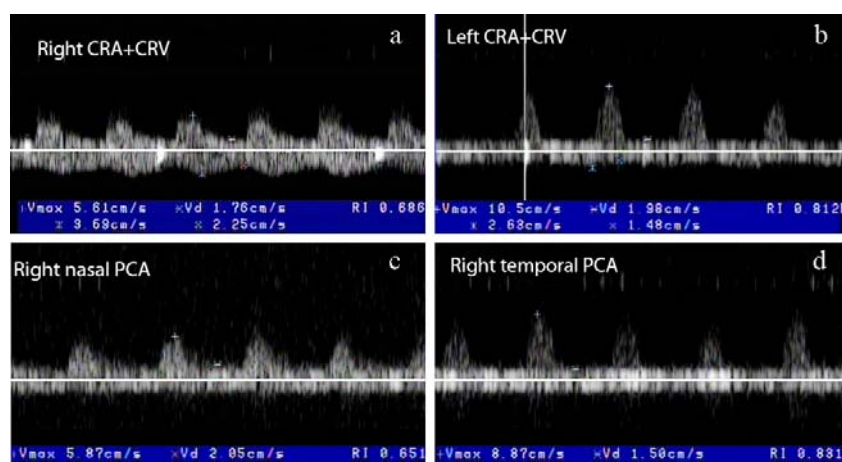 Right CRA+CRV
a
Vmax 5.61cm/s Vd 1.76cm/s RI 0.686
3.69cm/s 2.25cm/s
Left CRA+CRV
b
+Vmax 10.5cm/s Vd 1.98cm/s RI 0.812
2.63cm/s 1.48cm/s
Right nasal PCA
c
Vmax 5.87cm/s Vd 2.05cm/s RI 0.651
Right temporal PCA
d
+Vmax 8.87cm/s Vd 1.50cm/s RI 0.831